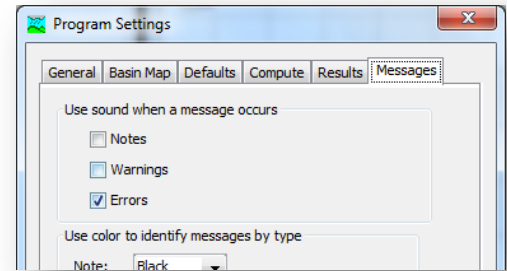 Program Settings
General Basin Map Defaults Compute Results Messages
Use sound when a message occurs
Notes
Warnings
Errors
Use color to identify messages by type
Note: Black